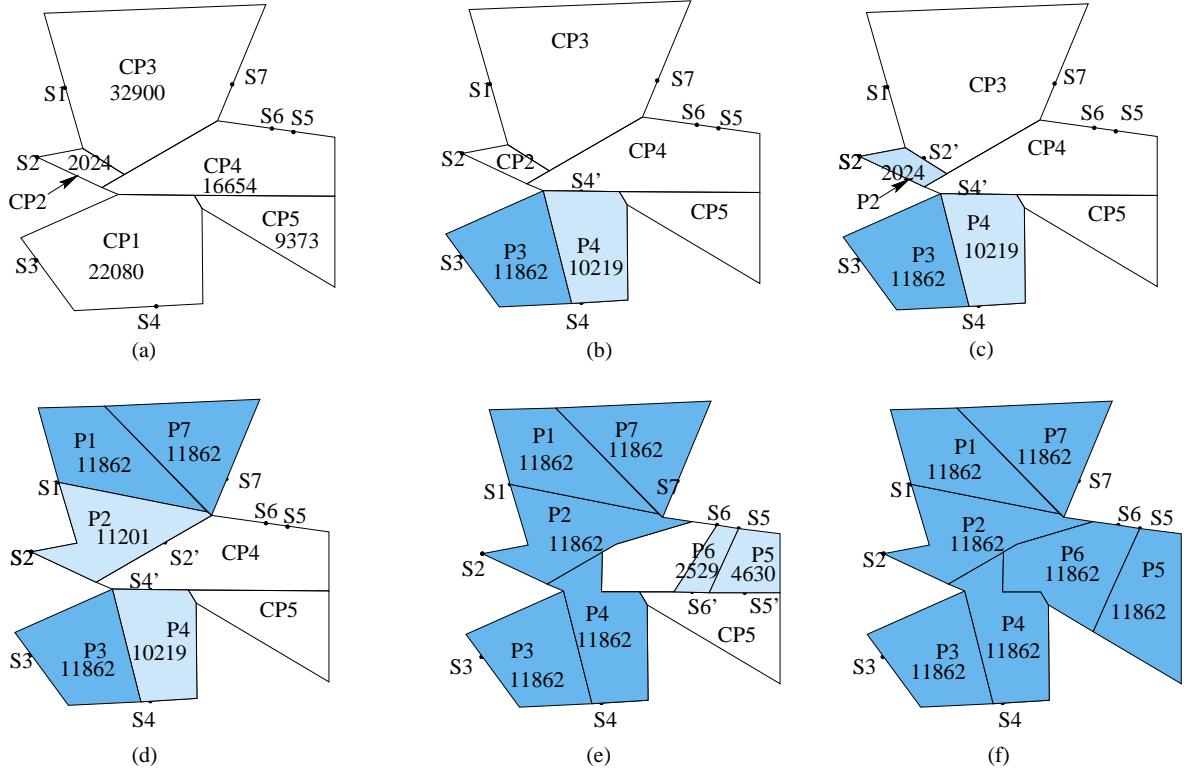 CP3
32900
S1
S7
S6 S5
S2
2024
CP4
16654
CP2
CP5
9373
CP1
22080
S3
S4
(a)
CP3
S1
S7
S6 S5
S2
CP2
CP4
S4'
CP5
P3
11862
P4
10219
S3
S4
(b)
CP3
S1
S7
S6 S5
S2
S2'
2024
CP4
P2
S4'
CP5
P3
11862
P4
10219
S3
S4
(c)
P1
11862
P7
11862
S1
S7
P2
11201
S6 S5
S2
S2'
CP4
S4'
CP5
P3
11862
P4
10219
S3
S4
(d)
P1
11862
P7
11862
S1
S7
P2
11862
S6 S5
S2
P6
2529
P5
4630
S6'
S5'
CP5
P4
11862
P3
11862
S3
S4
(e)
P1
11862
P7
11862
S1
S7
P2
11862
S6 S5
S2
P6
11862
P5
11862
P4
11862
P3
11862
S3
S4
(f)